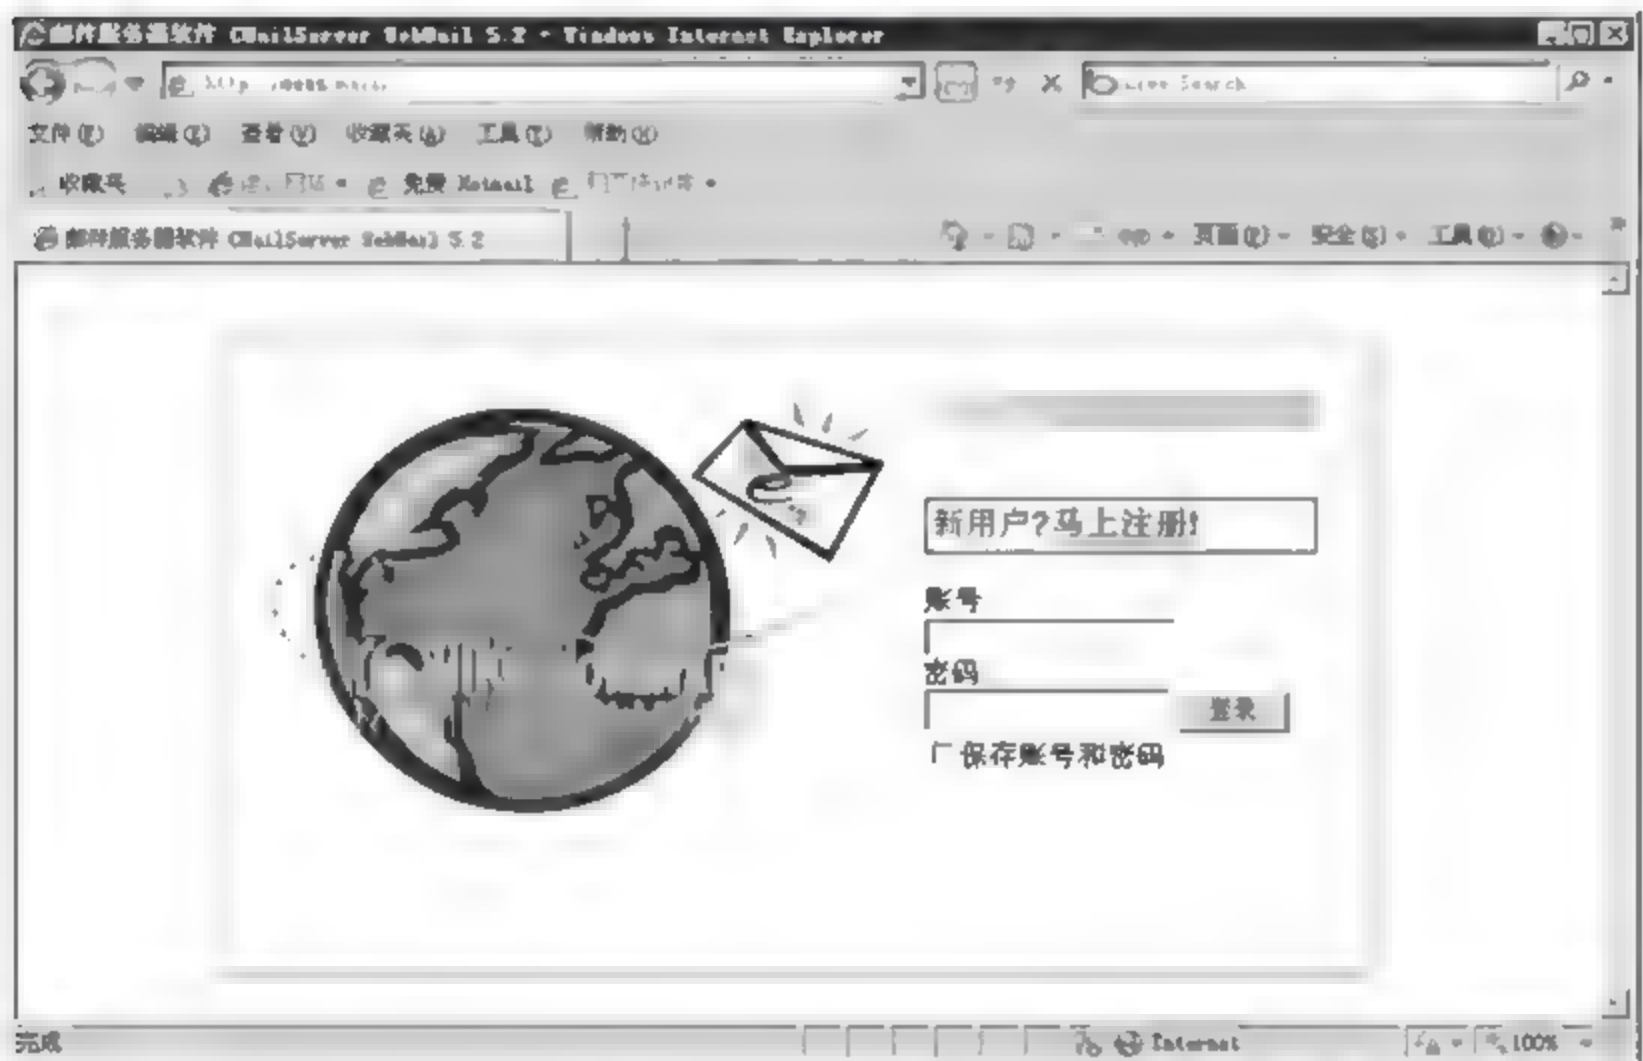 邮件服务器软件 CMailServer WebMail 5.2 - Windows Internet Explorer
Live Search
文件(F) 编辑(E) 查看(V) 收藏夹(A) 工具(T) 帮助(H)
收藏夹 免费 Hotmail
邮件服务器软件 CMailServer WebMail 5.2
页面(P) 安全(S) 工具(O)
新用户?马上注册!
账号
密码
登录
保存账号和密码
完成 Internet 100%